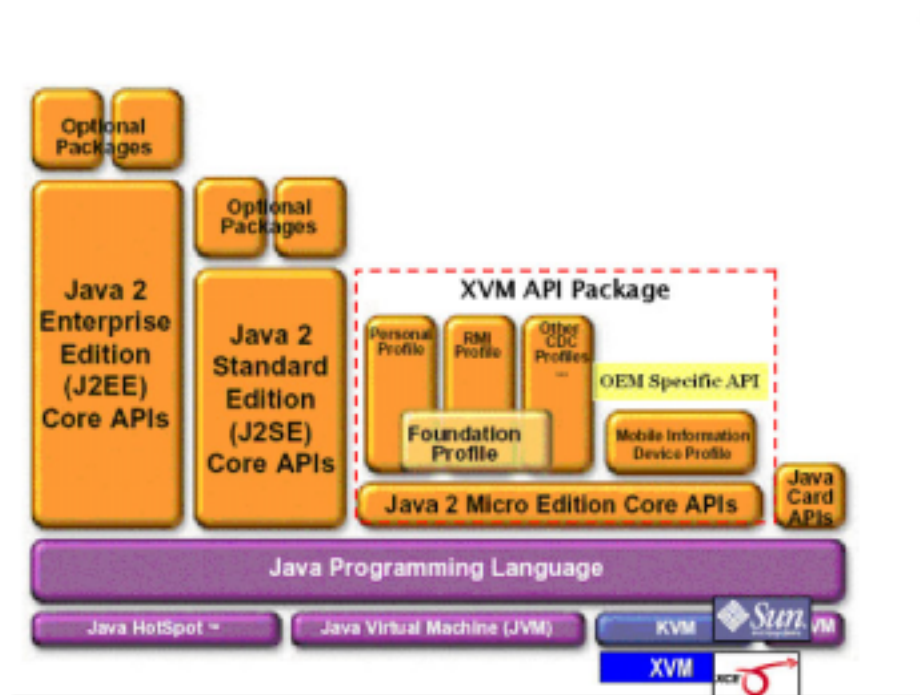 Optional
Packages
Optional
Packages
Java 2
Enterprise
Edition
(J2EE)
Core APIs
Java 2
Standard
Edition
(J2SE)
Core APIs
XVM API Package
Personal
Profile
RMI
Profile
Other
CDC
Profiles
...
OEM Specific API
Foundation
Profile
Mobile Information
Device Profile
Java 2 Micro Edition Core APIs
Java
Card
APIs
Java Programming Language
Java HotSpot ™
Java Virtual Machine (JVM)
KVM
Sun
VM
XVM